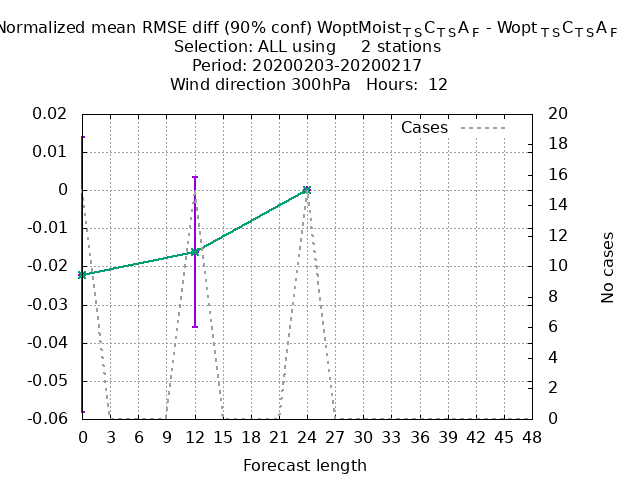 Normalized mean RMSE diff (90% conf) WoptMoist_TSC_TSA_F - Wopt_TSC_TSA_F
Selection: ALL using 2 stations
Period: 20200203-20200217
Wind direction 300hPa Hours: 12
Cases
0.02
0.01
0
-0.01
-0.02
-0.03
-0.04
-0.05
-0.06
20
18
16
14
12
10
8
6
4
2
0
No cases
0 3 6 9 12 15 18 21 24 27 30 33 36 39 42 45 48
Forecast length